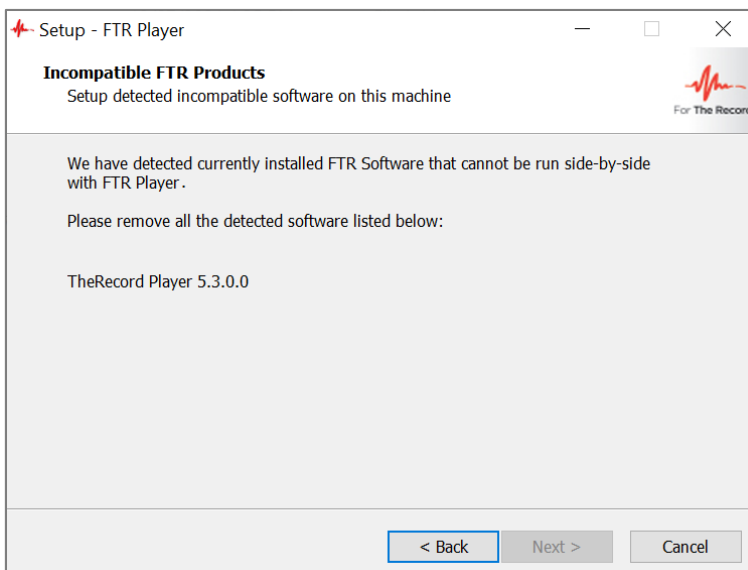 Setup - FTR Player
Incompatible FTR Products
Setup detected incompatible software on this machine
For The Record
We have detected currently installed FTR Software that cannot be run side-by-side
with FTR Player.
Please remove all the detected software listed below:
TheRecord Player 5.3.0.0
< Back
Next >
Cancel